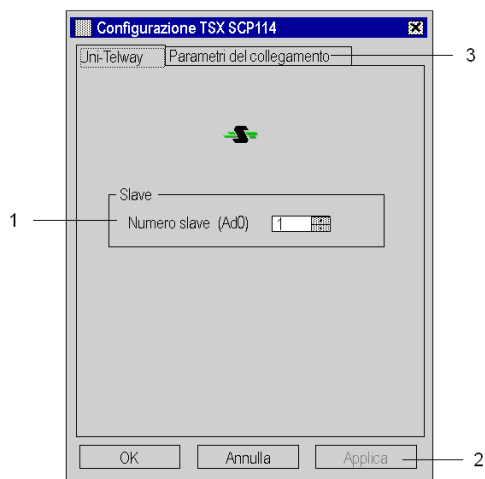 Configurazione TSX SCP114
Uni-Telway Parametri del collegamento 3
Slave
1 Numero slave (Ad0) 1
OK Annulla Applica 2